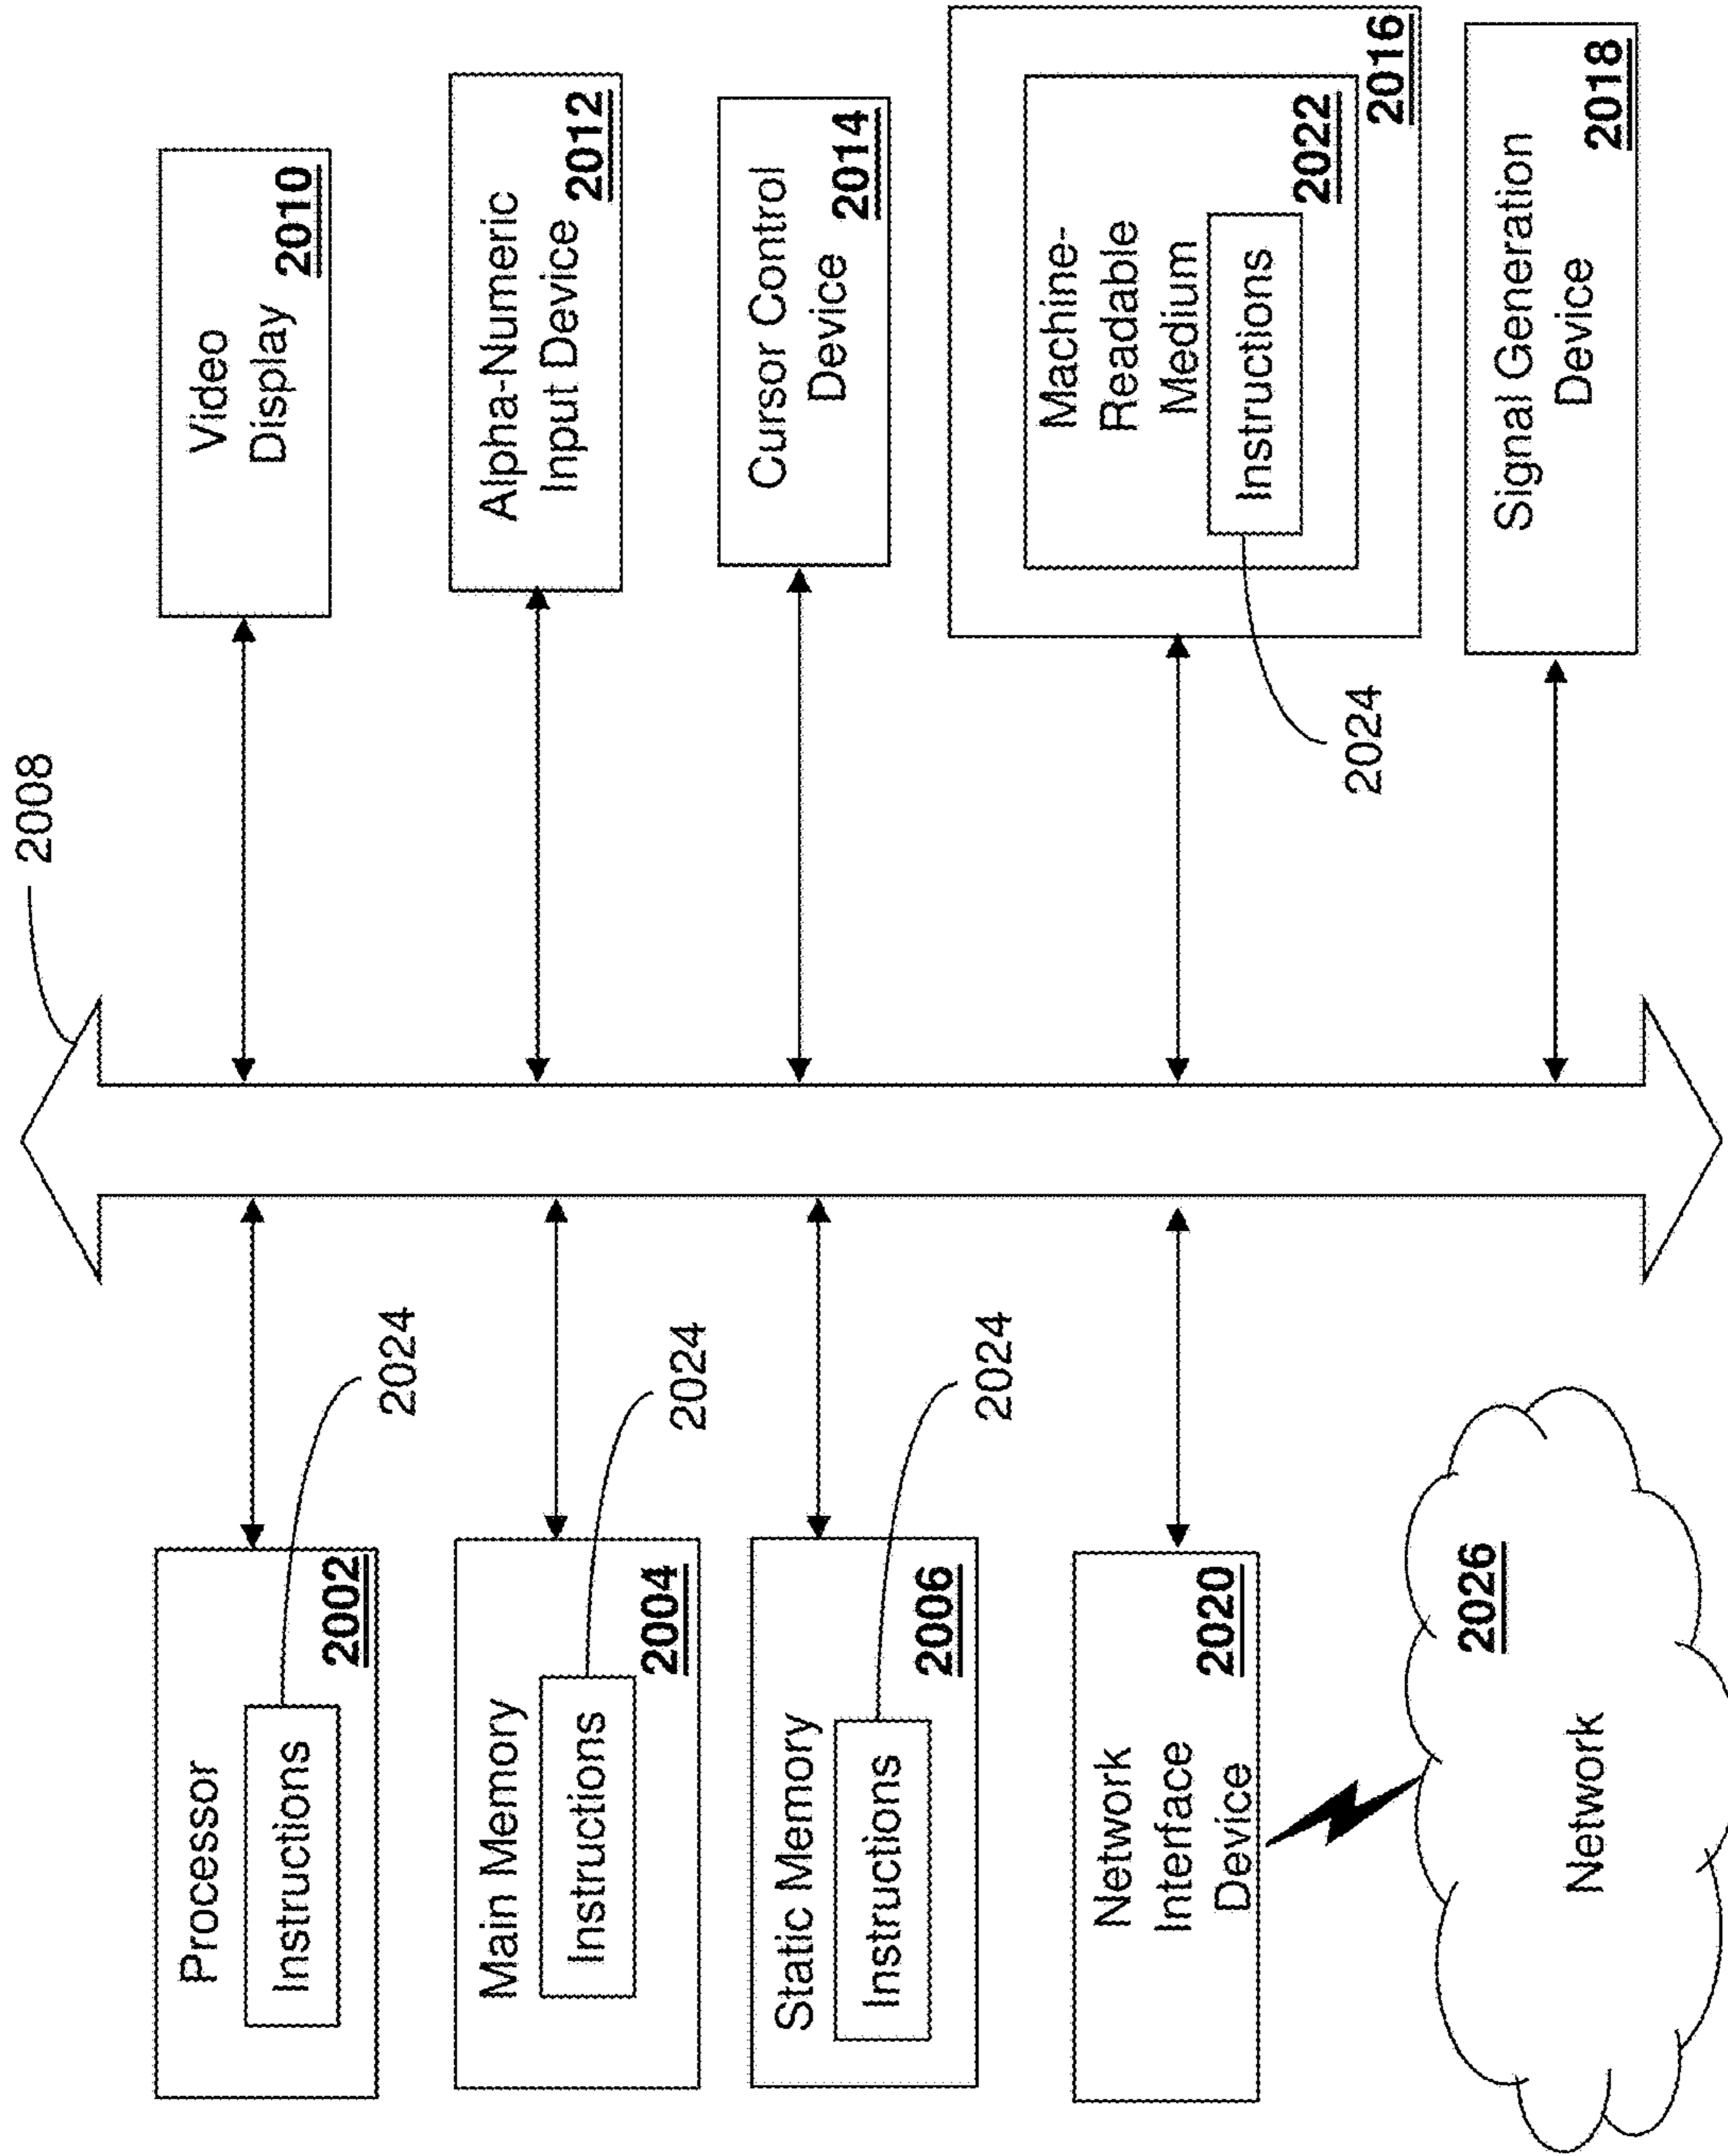 2008
Processor
Instructions
2002
2024
Main Memory
Instructions
2004
2024
Static Memory
Instructions
2006
2024
Network
Interface
Device
2020
Network
2026
Video
Display
2010
Alpha-Numeric
Input Device
2012
Cursor Control
Device
2014
Machine-
Readable
Medium
Instructions
2022
2016
2024
Signal Generation
Device
2018